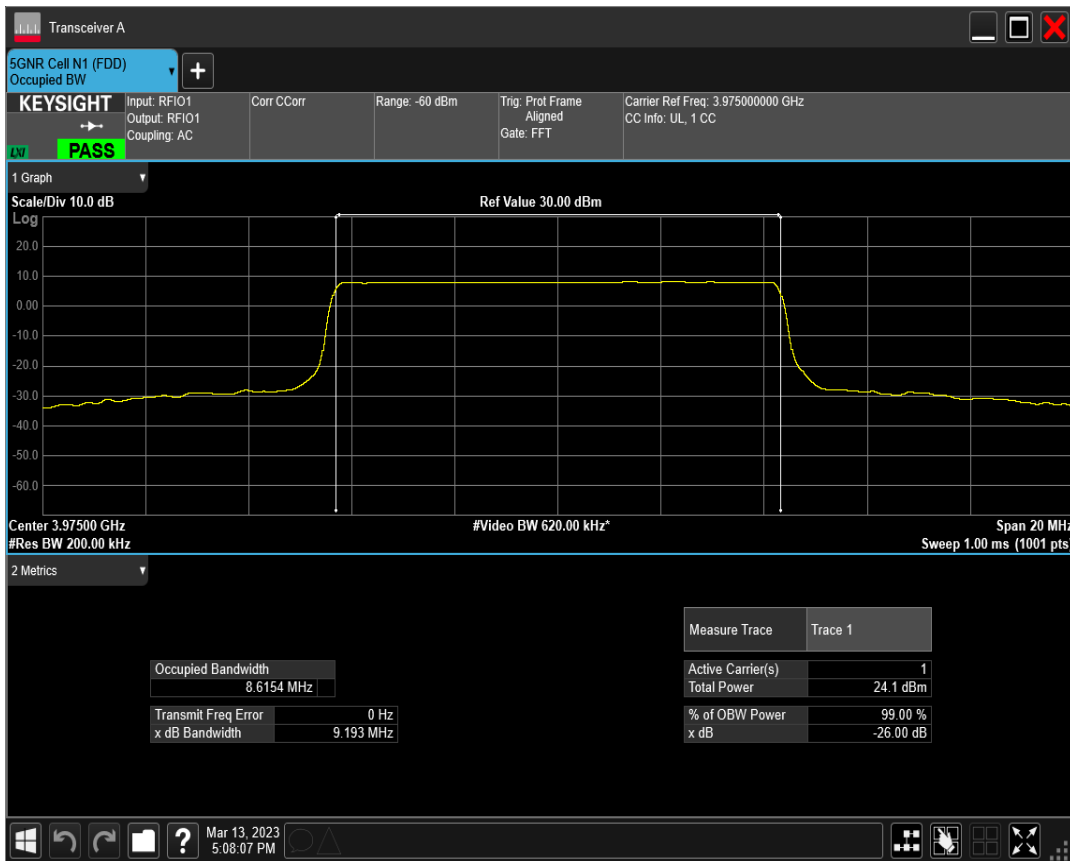 Transceiver A
5GNR Cell N1 (FDD)
Occupied BW
KEYSIGHT
LXI
PASS
Input: RFIO1
Output: RFIO1
Coupling: AC
Corr CCorr
Range: -60 dBm
Trig: Prot Frame
Aligned
Gate: FFT
Carrier Ref Freq: 3.975000000 GHz
CC Info: UL, 1 CC
1 Graph
Scale/Div 10.0 dB
Ref Value 30.00 dBm
Log
20.0
10.0
0.00
-10.0
-20.0
-30.0
-40.0
-50.0
-60.0
Center 3.97500 GHz
#Video BW 620.00 kHz*
Span 20 MHz
#Res BW 200.00 kHz
Sweep 1.00 ms (1001 pts)
2 Metrics
Measure Trace Trace 1
Occupied Bandwidth
8.6154 MHz
Active Carrier(s) 1
Total Power 24.1 dBm
Transmit Freq Error 0 Hz
x dB Bandwidth 9.193 MHz
% of OBW Power 99.00 %
x dB -26.00 dB
?
Mar 13, 2023
5:08:07 PM